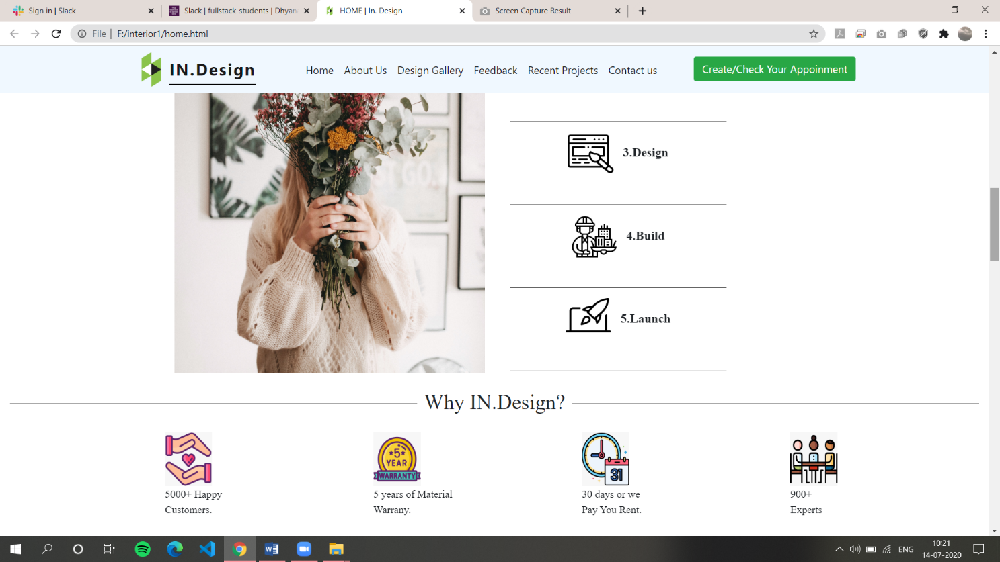 Sign in | Slack
Slack | fullstack-students | Dhyan
HOME | In. Design
Screen Capture Result
File | F:/interior1/home.html
IN.Design
Home
About Us
Design Gallery
Feedback
Recent Projects
Contact us
Create/Check Your Appoinment
3.Design
4.Build
5.Launch
Why IN.Design?
5 YEAR
WARRANTY
31
5000+ Happy
Customers.
5 years of Material
Warrany.
30 days or we
Pay You Rent.
900+
Experts
ENG
10:21
14-07-2020